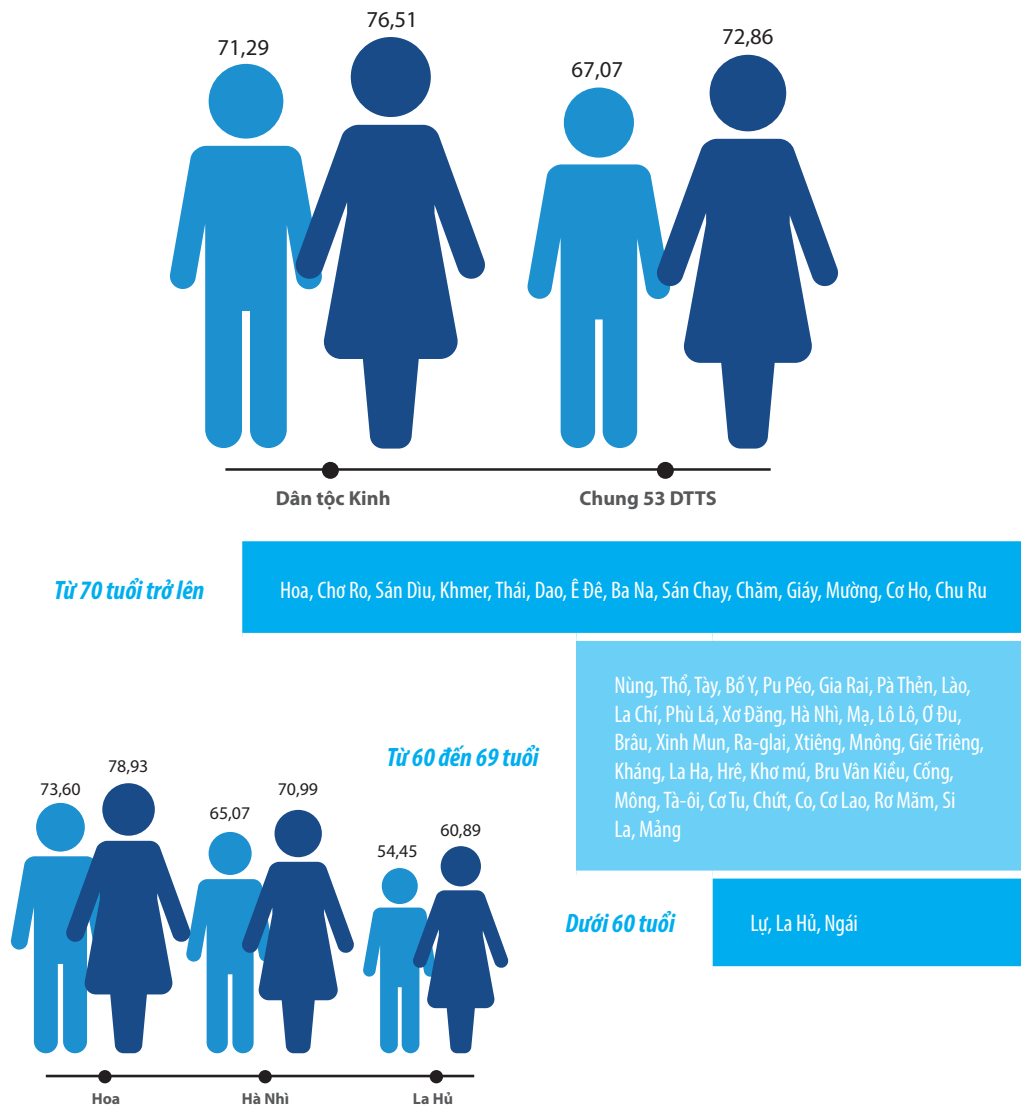 71,29
76,51
67,07
72,86
Dân tộc Kinh
Chung 53 DTTS
Từ 70 tuổi trở lên
Hoa, Chơ Ro, Sán Dìu, Khmer, Thái, Dao, Ê Đê, Ba Na, Sán Chay, Chăm, Giáy, Mường, Cơ Ho, Chu Ru
Từ 60 đến 69 tuổi
Nùng, Thổ, Tày, Bố Y, Pu Péo, Gia Rai, Pà Thẻn, Lào,
La Chí, Phù Lá, Xơ Đăng, Hà Nhì, Mạ, Lô Lô, Ơ Đu,
Brâu, Xinh Mun, Ra-glai, Xtiêng, Mnông, Gié Triêng,
Kháng, La Ha, Hrê, Khơ mú, Bru Vân Kiều, Cống,
Mông, Tà-ôi, Cơ Tu, Chứt, Co, Cơ Lao, Rơ Măm, Si
La, Mảng
Dưới 60 tuổi
Lự, La Hủ, Ngái
73,60
78,93
65,07
70,99
54,45
60,89
Hoa
Hà Nhì
La Hủ